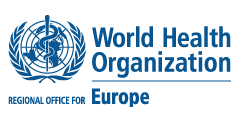 World Health
Organization
REGIONAL OFFICE FOR Europe